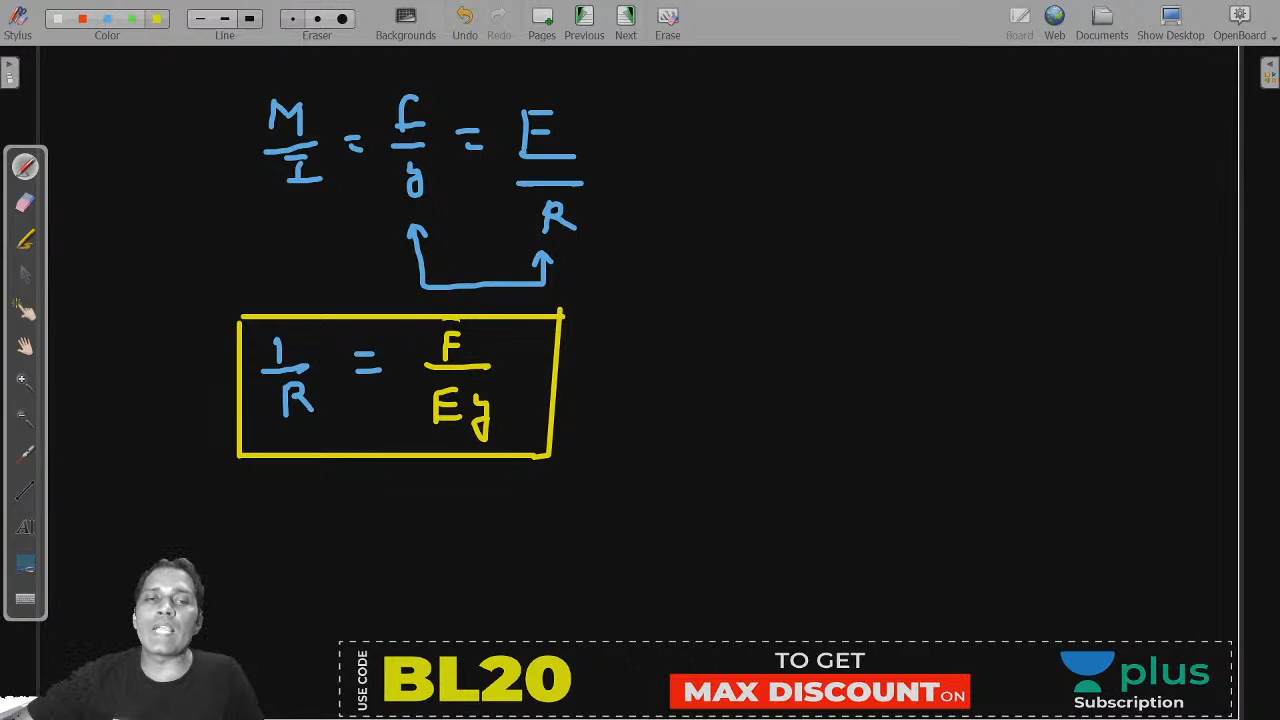 Stylus Color Line Eraser Backgrounds Undo Redo Pages Previous Next Erase Board Web Documents Show Desktop OpenBoard
M/I = f/y = E/R
1/R = F/Ey
AI
USE CODE BL20 TO GET MAX DISCOUNT ON plus Subscription